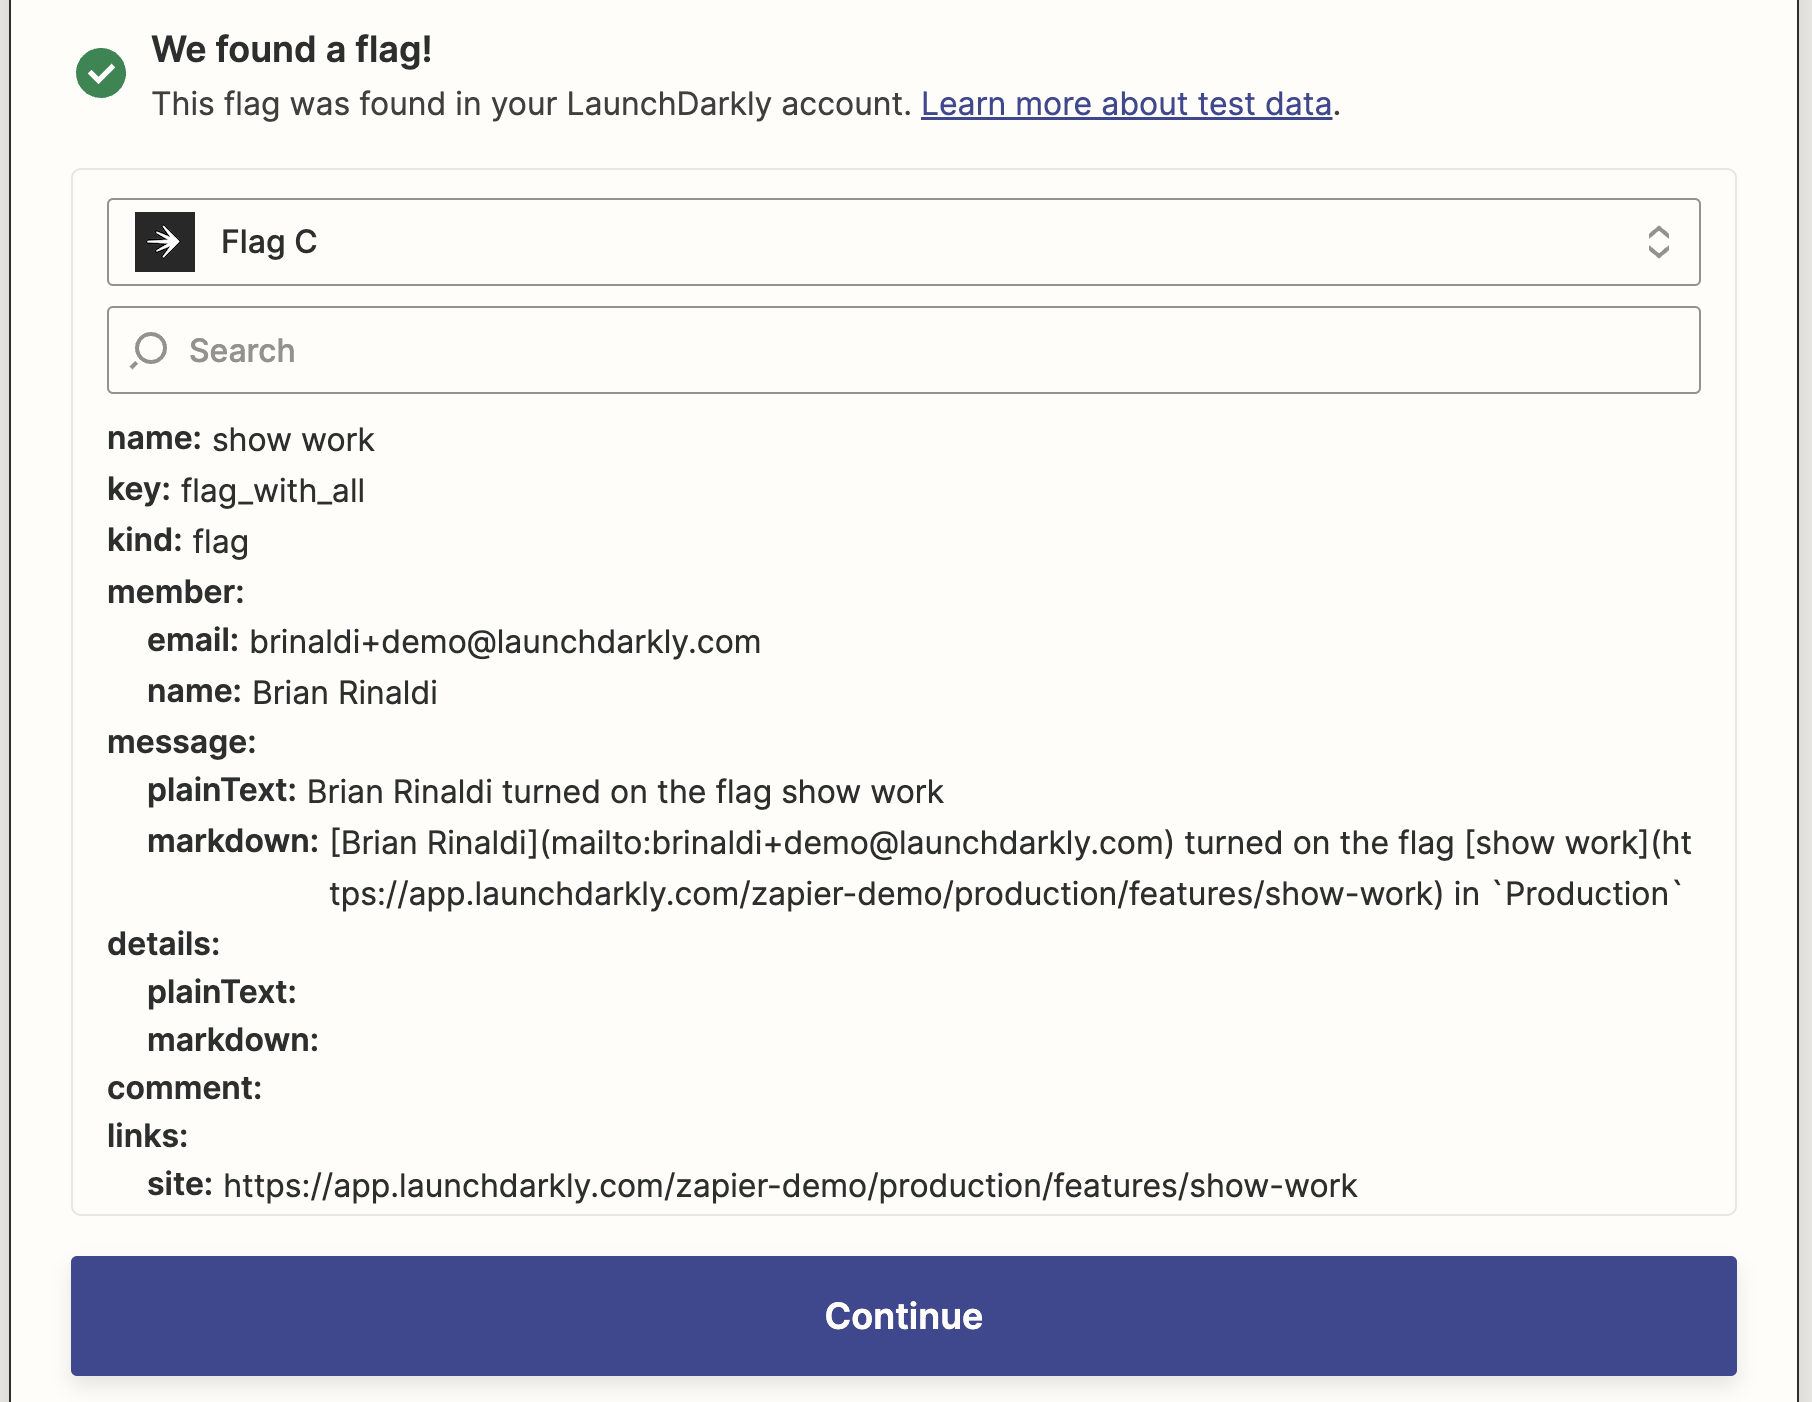 We found a flag!
This flag was found in your LaunchDarkly account. Learn more about test data.
Flag C
Search
name: show work
key: flag_with_all
kind: flag
member:
email: brinaldi+demo@launchdarkly.com
name: Brian Rinaldi
message:
plainText: Brian Rinaldi turned on the flag show work
markdown: [Brian Rinaldi](mailto:brinaldi+demo@launchdarkly.com) turned on the flag [show work](ht
tps://app.launchdarkly.com/zapier-demo/production/features/show-work) in `Production`
details:
plainText:
markdown:
comment:
links:
site: https://app.launchdarkly.com/zapier-demo/production/features/show-work
Continue